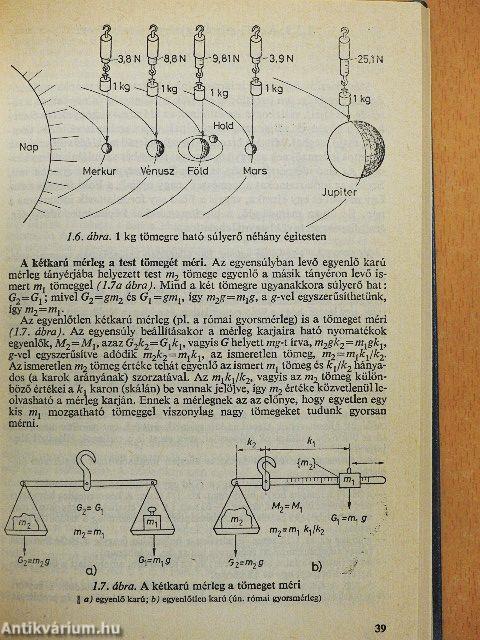 3,8 N 8,8 N 9,81 N 3,9 N 25,1 N
1 kg 1 kg 1 kg 1 kg 1 kg
Hold
Nap
Merkur Vénusz Föld Mars
Jupiter
1.6. ábra. 1 kg tömegre ható súlyerő néhány égitesten
A kétkarú mérleg a test tömegét méri. Az egyensúlyban levő egyenlő karú
mérleg tányérjába helyezett test m₂ tömege egyenlő a másik tányéron levő is-
mert m₁ tömeggel (1.7a ábra). Mind a két tömegre ugyanakkora súlyerő hat:
G₂=G₁; mivel G₂=gm₂ és G₁=gm₁, így m₂g=m₁g, a g-vel egyszerűsíthetünk,
így m₂=m₁.
Az egyenlőtlen kétkarú mérleg (pl. a római gyorsmérleg) is a tömeget méri
(1.7. ábra). Az egyensúly beállításakor a mérleg karjaira ható nyomatékok
egyenlők, M₂=M₁, azaz G₂k₂=G₁k₁, vagyis G helyett mg-t írva, m₂gk₂=m₁gk₁,
g-vel egyszerűsítve adódik m₂k₂=m₁k₁, az ismeretlen tömeg, m₂=m₁k₁/k₂.
Az ismeretlen m₂ tömeg értéke tehát egyenlő az ismert m₁ tömeg és k₁/k₂ hánya-
dos (a karok arányának) szorzatával. Az m₁k₁/k₂, vagyis az m₂ tömeg külön-
böző értékei a k₁ karon (skálán) be vannak jelölve, így m₂ értéke közvetlenül le-
olvasható a mérleg karján. Ennek a mérlegnek az az előnye, hogy egyetlen egy
kis m₁ mozgatható tömeggel viszonylag nagy tömegeket tudunk gyorsan
mérni.
k₂ k₁
{m₂}
m₁
G₂=G₁
m₂=m₁
m₂ m₁
M₂=M₁
m₂=m₁ k₁/k₂
m₂
G₁=m₁ g
G₂=m₂g G₁=m₁g
G₂=m₂g
a) b)
1.7. ábra. A kétkarú mérleg a tömeget méri
a) egyenlő karú; b) egyenlőtlen karú (ún. római gyorsmérleg)
39
Antikvárium.hu